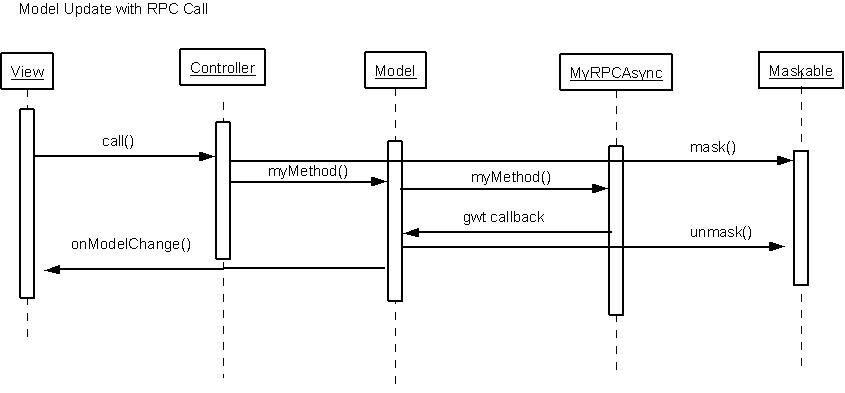 Model Update with RPC Call
View
Controller
Model
MyRPCAsync
Maskable
call()
mask()
myMethod()
myMethod()
gwt callback
unmask()
onModelChange()